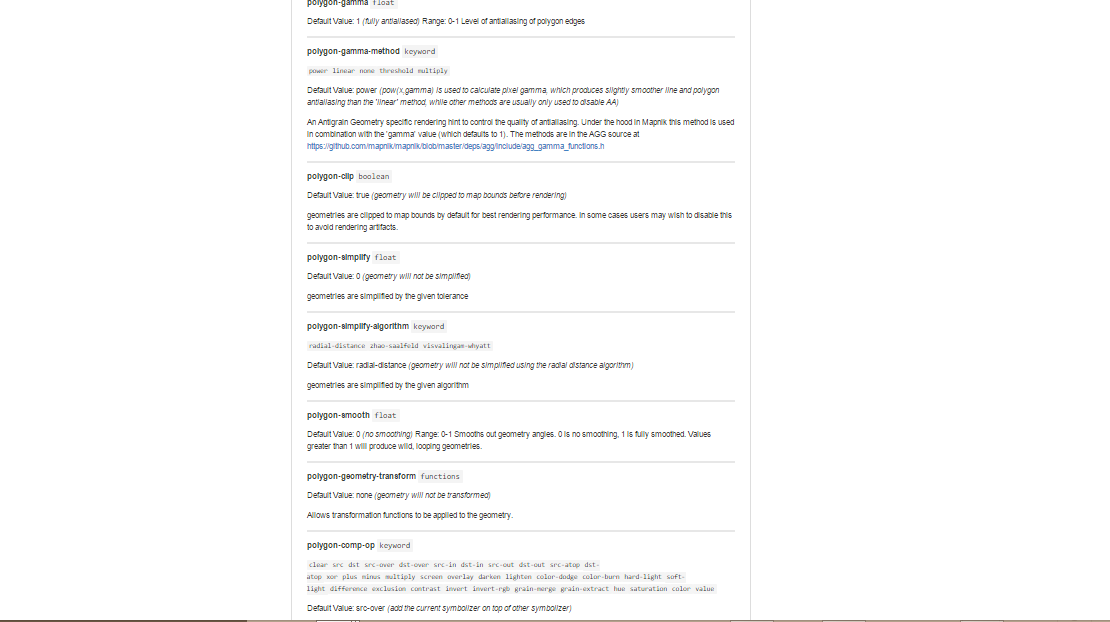 polygon-gamma float
Default Value: 1 (fully antialiased) Range: 0-1 Level of antialiasing of polygon edges
polygon-gamma-method keyword
power linear none threshold multiply
Default Value: power (pow(x,gamma) is used to calculate pixel gamma, which produces slightly smoother line and polygon
antialiasing than the 'linear' method, while other methods are usually only used to disable AA)
An Antigrain Geometry specific rendering hint to control the quality of antialiasing. Under the hood in Mapnik this method is used
in combination with the 'gamma' value (which defaults to 1). The methods are in the AGG source at
https://github.com/mapnik/mapnik/blob/master/deps/agg/include/agg_gamma_functions.h
polygon-clip boolean
Default Value: true (geometry will be clipped to map bounds before rendering)
geometries are clipped to map bounds by default for best rendering performance. In some cases users may wish to disable this
to avoid rendering artifacts.
polygon-simplify float
Default Value: 0 (geometry will not be simplified)
geometries are simplified by the given tolerance
polygon-simplify-algorithm keyword
radial-distance zhao-saalfeld visvalingam-whyatt
Default Value: radial-distance (geometry will not be simplified using the radial distance algorithm)
geometries are simplified by the given algorithm
polygon-smooth float
Default Value: 0 (no smoothing) Range: 0-1 Smooths out geometry angles. 0 is no smoothing, 1 is fully smoothed. Values
greater than 1 will produce wild, looping geometries.
polygon-geometry-transform functions
Default Value: none (geometry will not be transformed)
Allows transformation functions to be applied to the geometry.
polygon-comp-op keyword
clear src dst src-over dst-over src-in dst-in src-out dst-out src-atop dst-
atop xor plus minus multiply screen overlay darken lighten color-dodge color-burn hard-light soft-
light difference exclusion contrast invert invert-rgb grain-merge grain-extract hue saturation color value
Default Value: src-over (add the current symbolizer on top of other symbolizer)